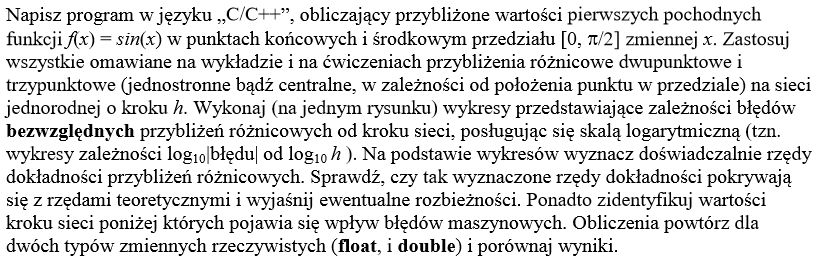 Napisz program w języku „C/C++”, obliczający przybliżone wartości pierwszych pochodnych
funkcji f(x) = sin(x) w punktach końcowych i środkowym przedziału [0, π/2] zmiennej x. Zastosuj
wszystkie omawiane na wykładzie i na ćwiczeniach przybliżenia różnicowe dwupunktowe i
trzypunktowe (jednostronne bądź centralne, w zależności od położenia punktu w przedziale) na sieci
jednorodnej o kroku h. Wykonaj (na jednym rysunku) wykresy przedstawiające zależności błędów
bezwzględnych przybliżeń różnicowych od kroku sieci, posługując się skalą logarytmiczną (tzn.
wykresy zależności log₁₀|błędu| od log₁₀ h ). Na podstawie wykresów wyznacz doświadczalnie rzędy
dokładności przybliżeń różnicowych. Sprawdź, czy tak wyznaczone rzędy dokładności pokrywają
się z rzędami teoretycznymi i wyjaśnij ewentualne rozbieżności. Ponadto zidentyfikuj wartości
kroku sieci poniżej których pojawia się wpływ błędów maszynowych. Obliczenia powtórz dla
dwóch typów zmiennych rzeczywistych (float, i double) i porównaj wyniki.